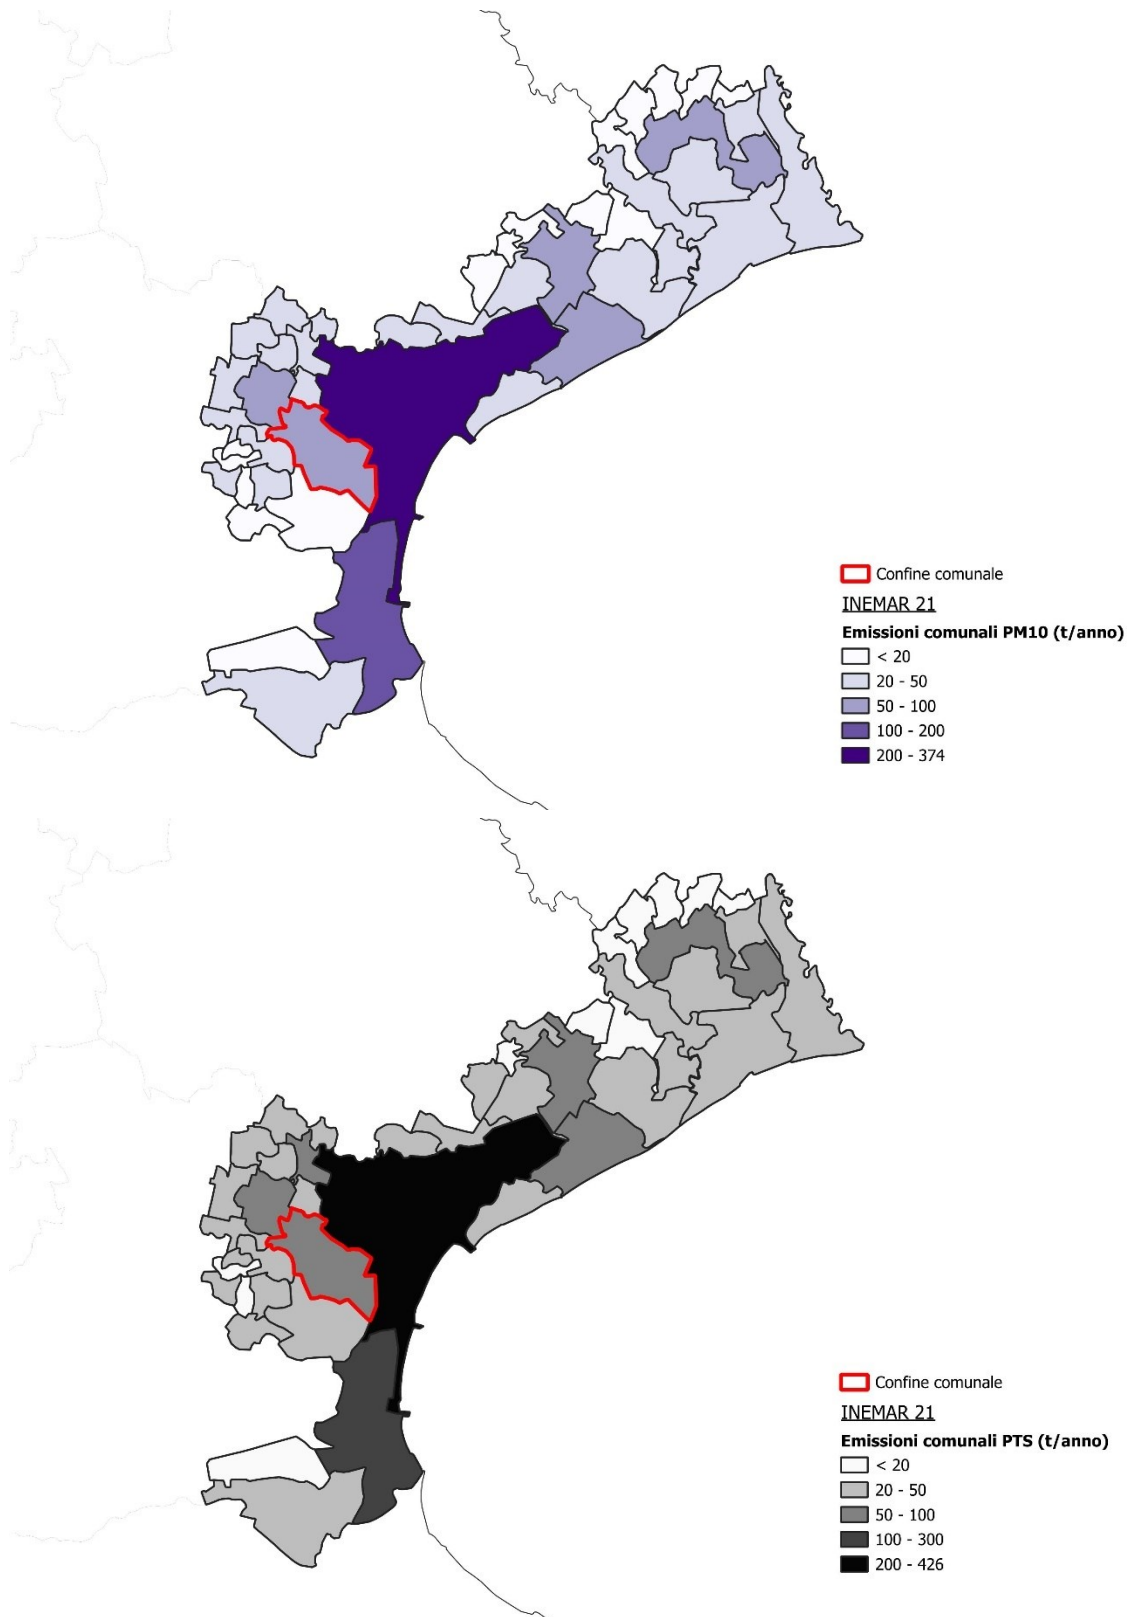 Confine comunale
INEMAR 21
Emissioni comunali PM10 (t/anno)
< 20
20 - 50
50 - 100
100 - 200
200 - 374
Confine comunale
INEMAR 21
Emissioni comunali PTS (t/anno)
< 20
20 - 50
50 - 100
100 - 300
200 - 426